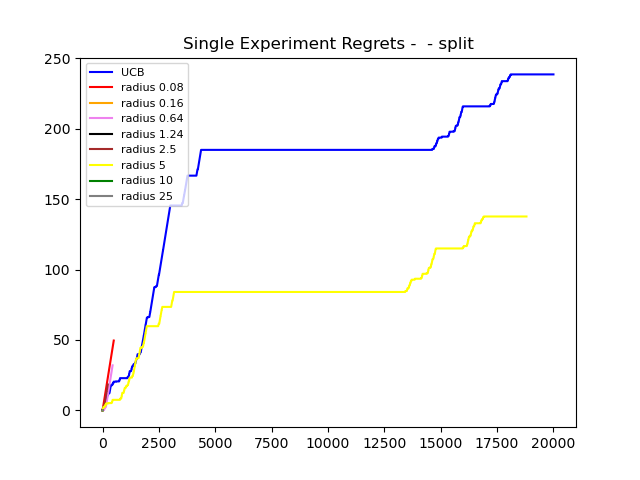 Single Experiment Regrets -  - split
250
200
150
100
50
0
UCB
radius 0.08
radius 0.16
radius 0.64
radius 1.24
radius 2.5
radius 5
radius 10
radius 25
0 2500 5000 7500 10000 12500 15000 17500 20000